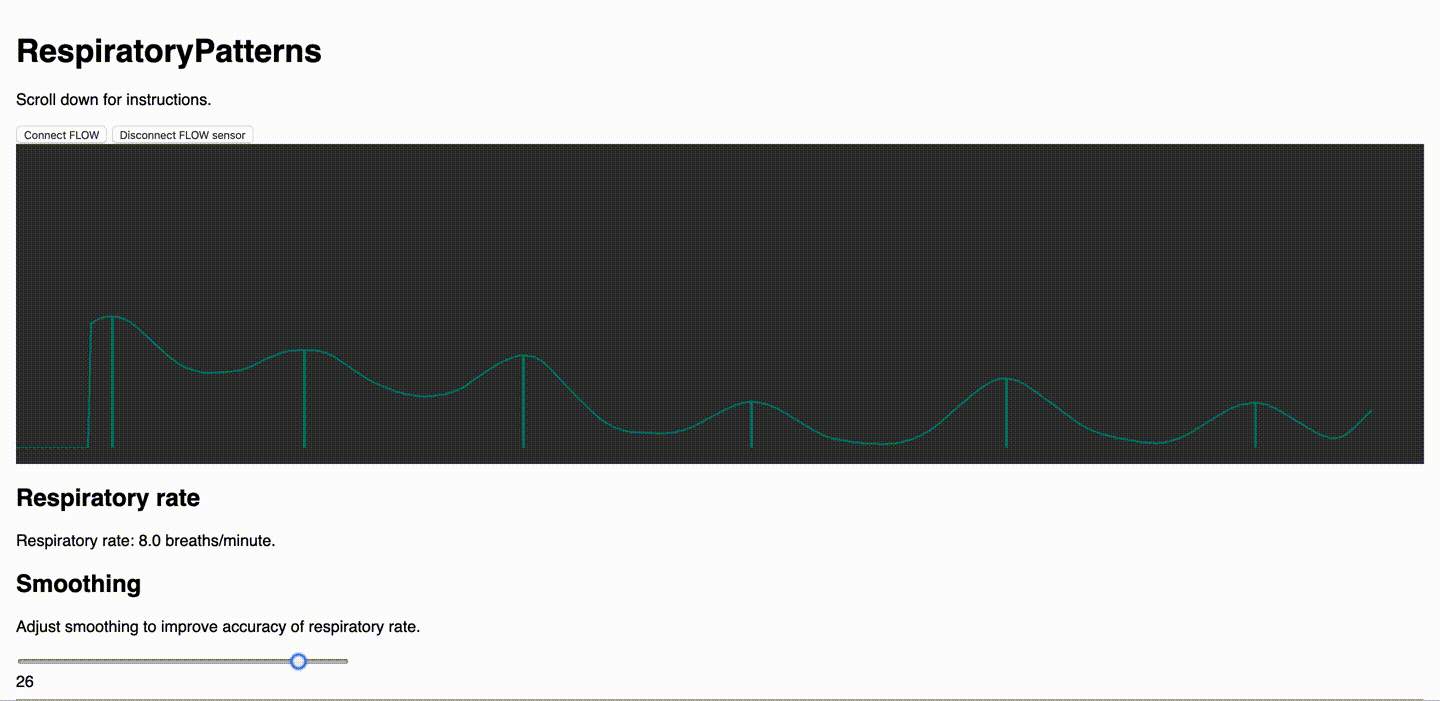 RespiratoryPatterns
Scroll down for instructions.
Connect FLOW Disconnect FLOW sensor
Respiratory rate
Respiratory rate: 8.0 breaths/minute.
Smoothing
Adjust smoothing to improve accuracy of respiratory rate.
26